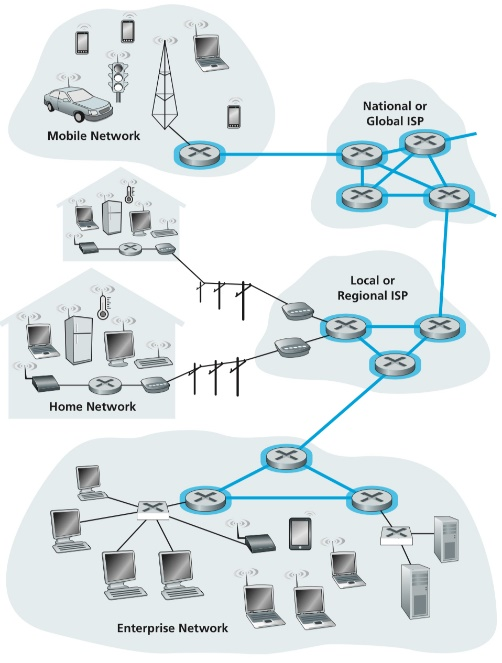 Mobile Network
National or
Global ISP
Local or
Regional ISP
Home Network
Enterprise Network